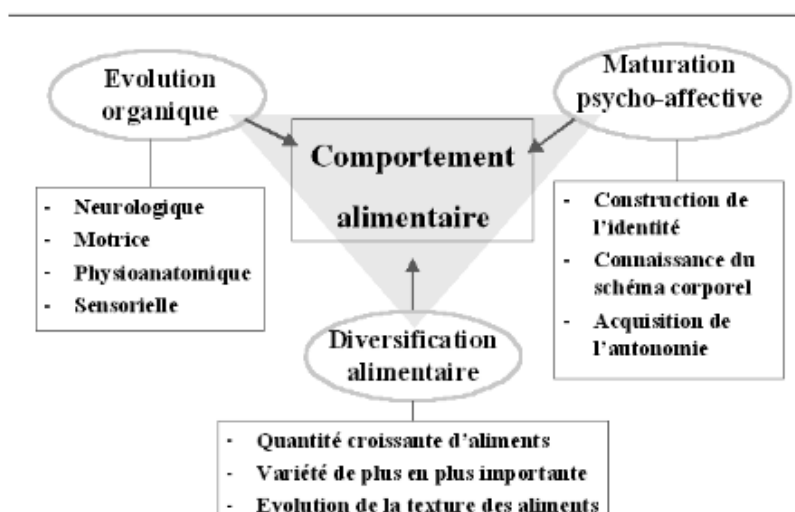 Evolution
organique
Maturation
psycho-affective
Comportement
alimentaire
- Neurologique
- Motrice
- Physioanatomique
- Sensorielle
- Construction de
l'identité
- Connaissance du
schéma corporel
- Acquisition de
l'autonomie
Diversification
alimentaire
- Quantité croissante d'aliments
- Variété de plus en plus importante
- Evolution de la texture des aliments